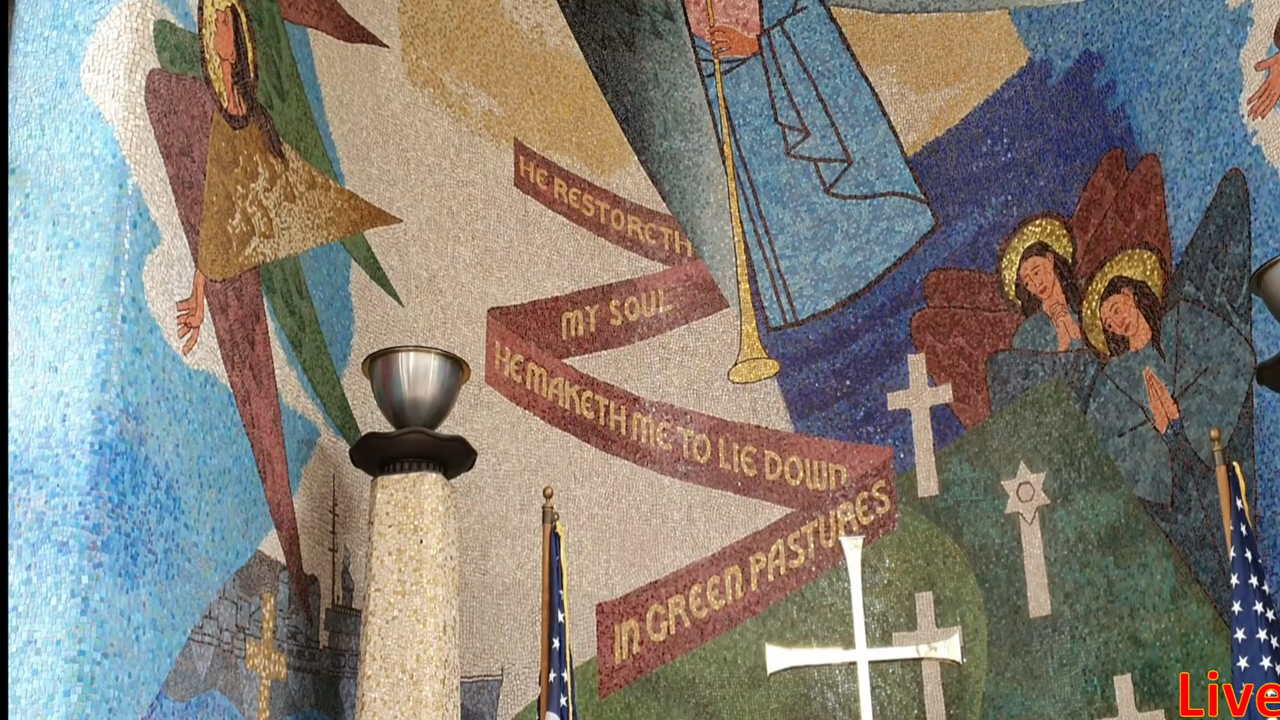 HE RESTORETH
MY SOUL
HE MAKETH ME TO LIE DOWN
IN GREEN PASTURES
Live